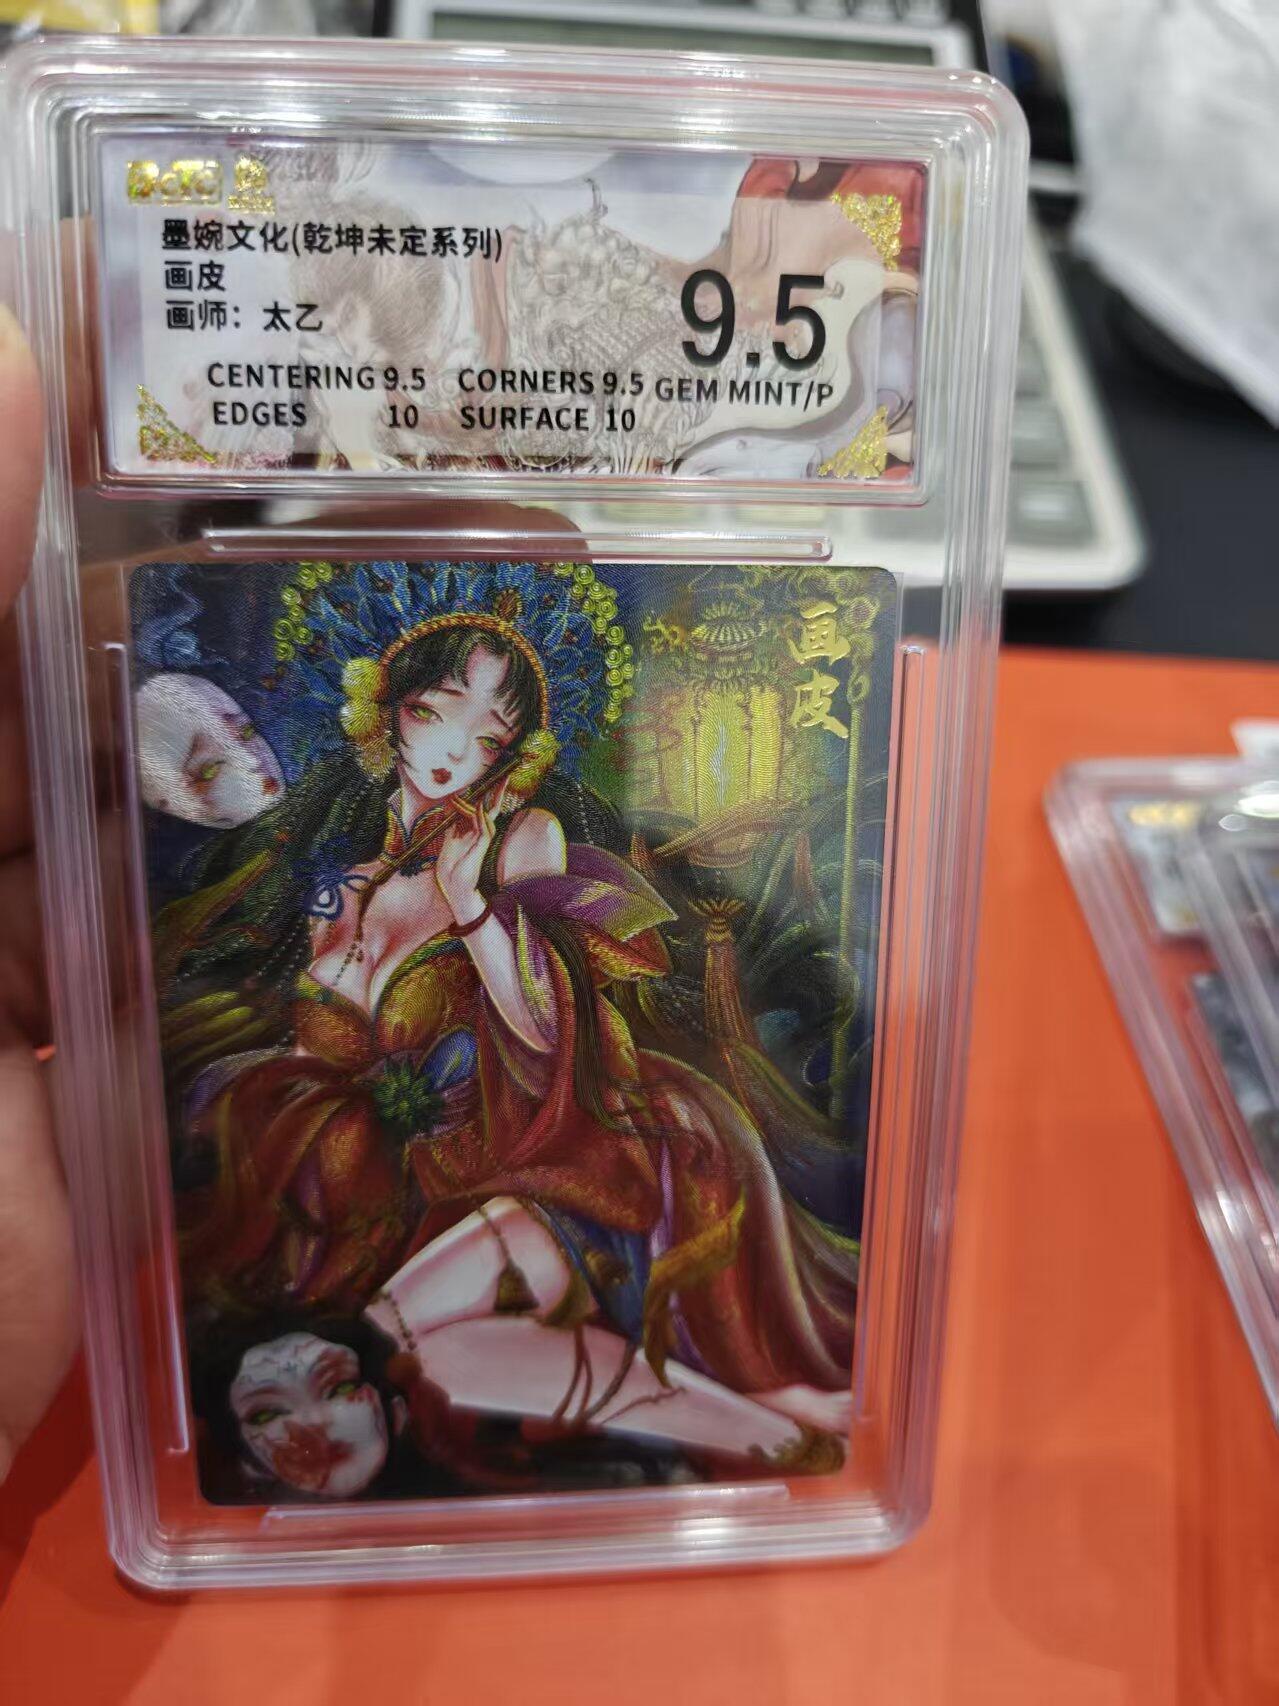 墨婉文化(乾坤未定系列)
画皮
画师：太乙
9.5
CENTERING 9.5 CORNERS 9.5 GEM MINT/P
EDGES 10 SURFACE 10
画皮